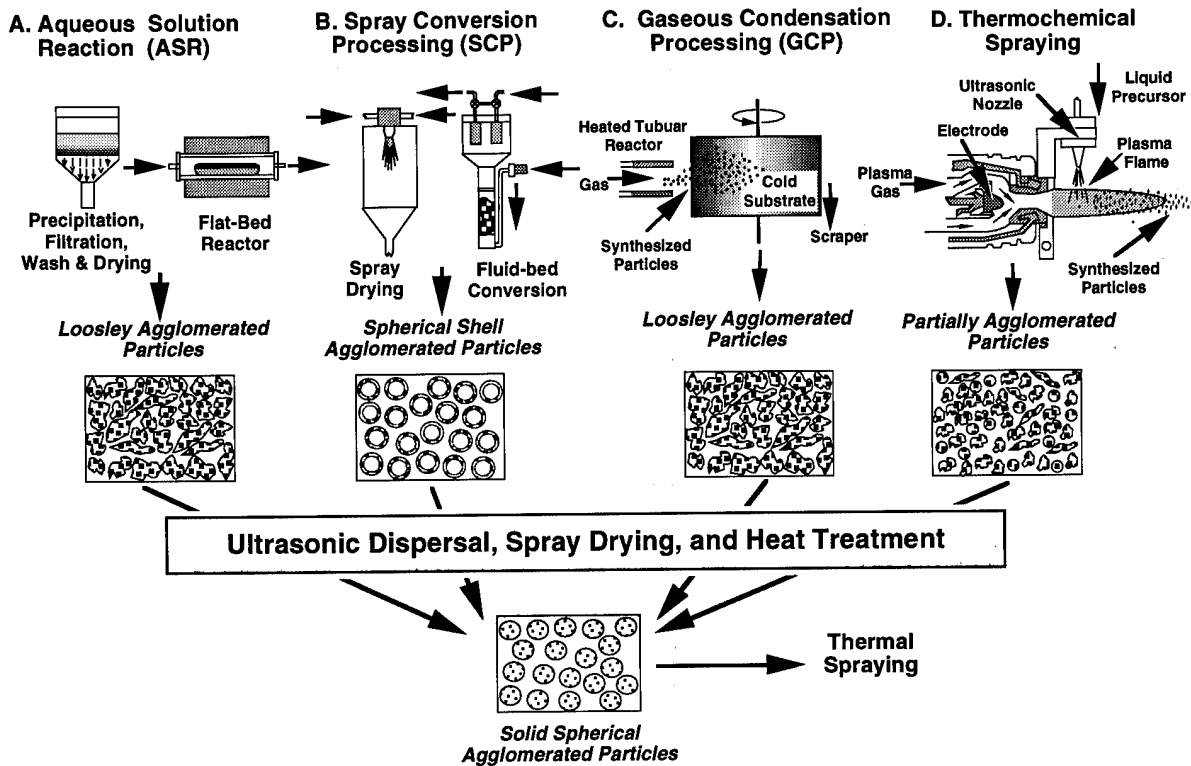 A. Aqueous Solution
Reaction (ASR)
Precipitation,
Filtration,
Wash & Drying
Flat-Bed
Reactor
Loosley Agglomerated
Particles
B. Spray Conversion
Processing (SCP)
Spray
Drying
Fluid-bed
Conversion
Spherical Shell
Agglomerated Particles
C. Gaseous Condensation
Processing (GCP)
Heated Tubuar
Reactor
Gas
Cold
Substrate
Scraper
Synthesized
Particles
Loosley Agglomerated
Particles
D. Thermochemical
Spraying
Ultrasonic
Nozzle
Liquid
Precursor
Electrode
Plasma
Flame
Plasma
Gas
Synthesized
Particles
Partially Agglomerated
Particles
Ultrasonic Dispersal, Spray Drying, and Heat Treatment
Thermal
Spraying
Solid Spherical
Agglomerated Particles